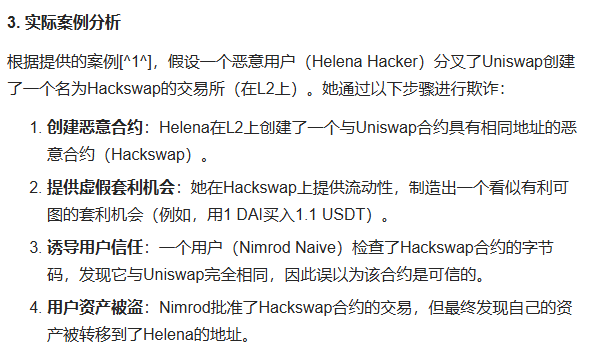 3. 实际案例分析
根据提供的案例[^1^]，假设一个恶意用户（Helena Hacker）分叉了Uniswap创建
了一个名为Hackswap的交易所（在L2上）。她通过以下步骤进行欺诈：
1. 创建恶意合约：Helena在L2上创建了一个与Uniswap合约具有相同地址的恶
意合约（Hackswap）。
2. 提供虚假套利机会：她在Hackswap上提供流动性，制造出一个看似有利可
图的套利机会（例如，用1 DAI买入1.1 USDT）。
3. 诱导用户信任：一个用户（Nimrod Naive）检查了Hackswap合约的字节
码，发现它与Uniswap完全相同，因此误以为该合约是可信的。
4. 用户资产被盗：Nimrod批准了Hackswap合约的交易，但最终发现自己的资
产被转移到了Helena的地址。